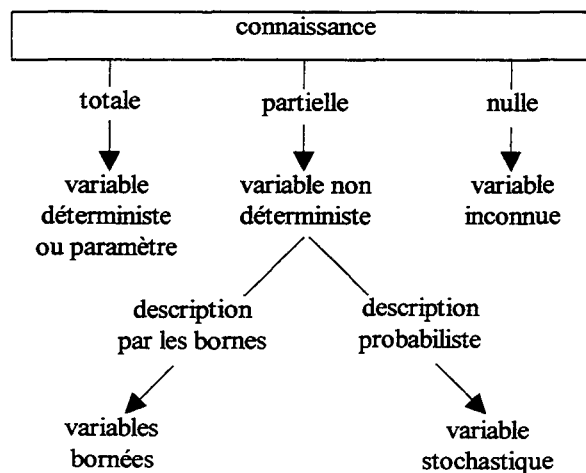 connaissance
totale
partielle
nulle
variable
déterministe
ou paramètre
variable non
déterministe
variable
inconnue
description
par les bornes
description
probabiliste
variables
bornées
variable
stochastique